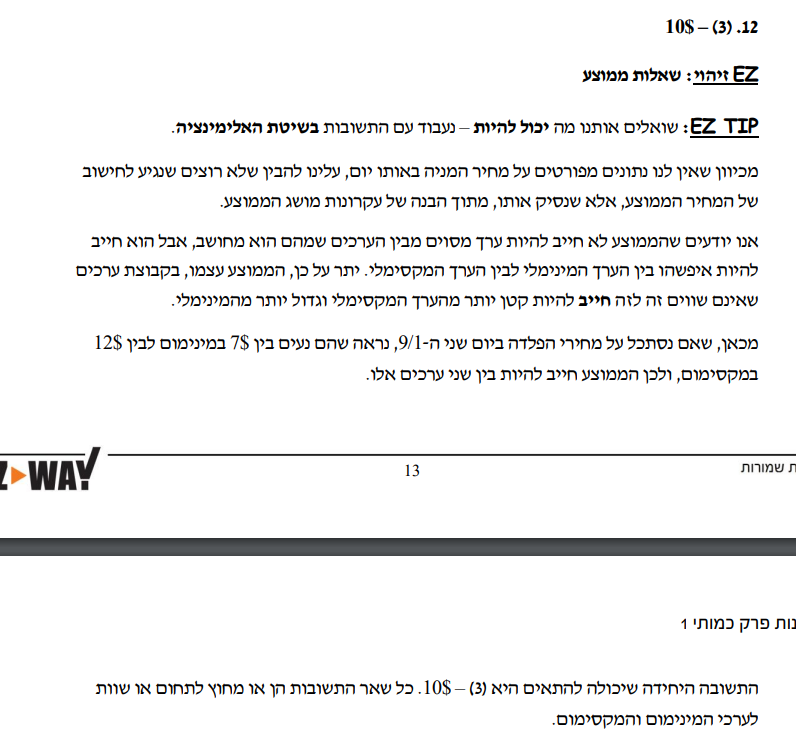 12. (3) – 10$
EZ זיהוי: שאלות ממוצע
EZ TIP: שואלים אותנו מה יכול להיות – נעבוד עם התשובות בשיטת האלימינציה.
מכיוון שאין לנו נתונים מפורטים על מחיר המניה באותו יום, עלינו להבין שלא רוצים שנגיע לחישוב
של המחיר הממוצע, אלא שנסיק אותו, מתוך הבנה של עקרונות מושג הממוצע.
אנו יודעים שהממוצע לא חייב להיות ערך מסוים מבין הערכים שמהם הוא מחושב, אבל הוא חייב
להיות איפשהו בין הערך המינימלי לבין הערך המקסימלי. יתר על כן, הממוצע עצמו, בקבוצת ערכים
שאינם שווים זה לזה חייב להיות קטן יותר מהערך המקסימלי וגדול יותר מהמינימלי.
מכאן, שאם נסתכל על מחירי הפלדה ביום שני ה-9/1, נראה שהם נעים בין 7$ במינימום לבין 12$
במקסימום, ולכן הממוצע חייב להיות בין שני ערכים אלו.
Z WAY
13
ת שמורות
נות פרק כמותי 1
התשובה היחידה שיכולה להתאים היא (3) – 10$. כל שאר התשובות הן או מחוץ לתחום או שוות
לערכי המינימום והמקסימום.